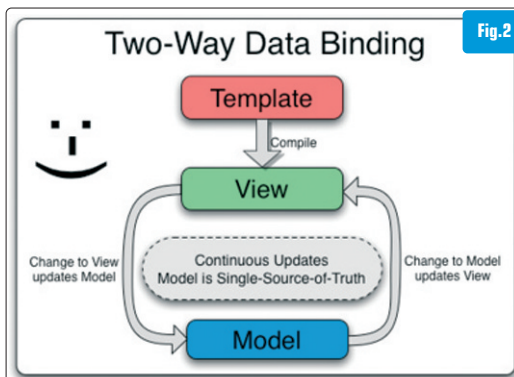 Fig.2
Two-Way Data Binding
Template
Compile
View
Change to View
updates Model
Continuous Updates
Model is Single-Source-of-Truth
Change to Model
updates View
Model